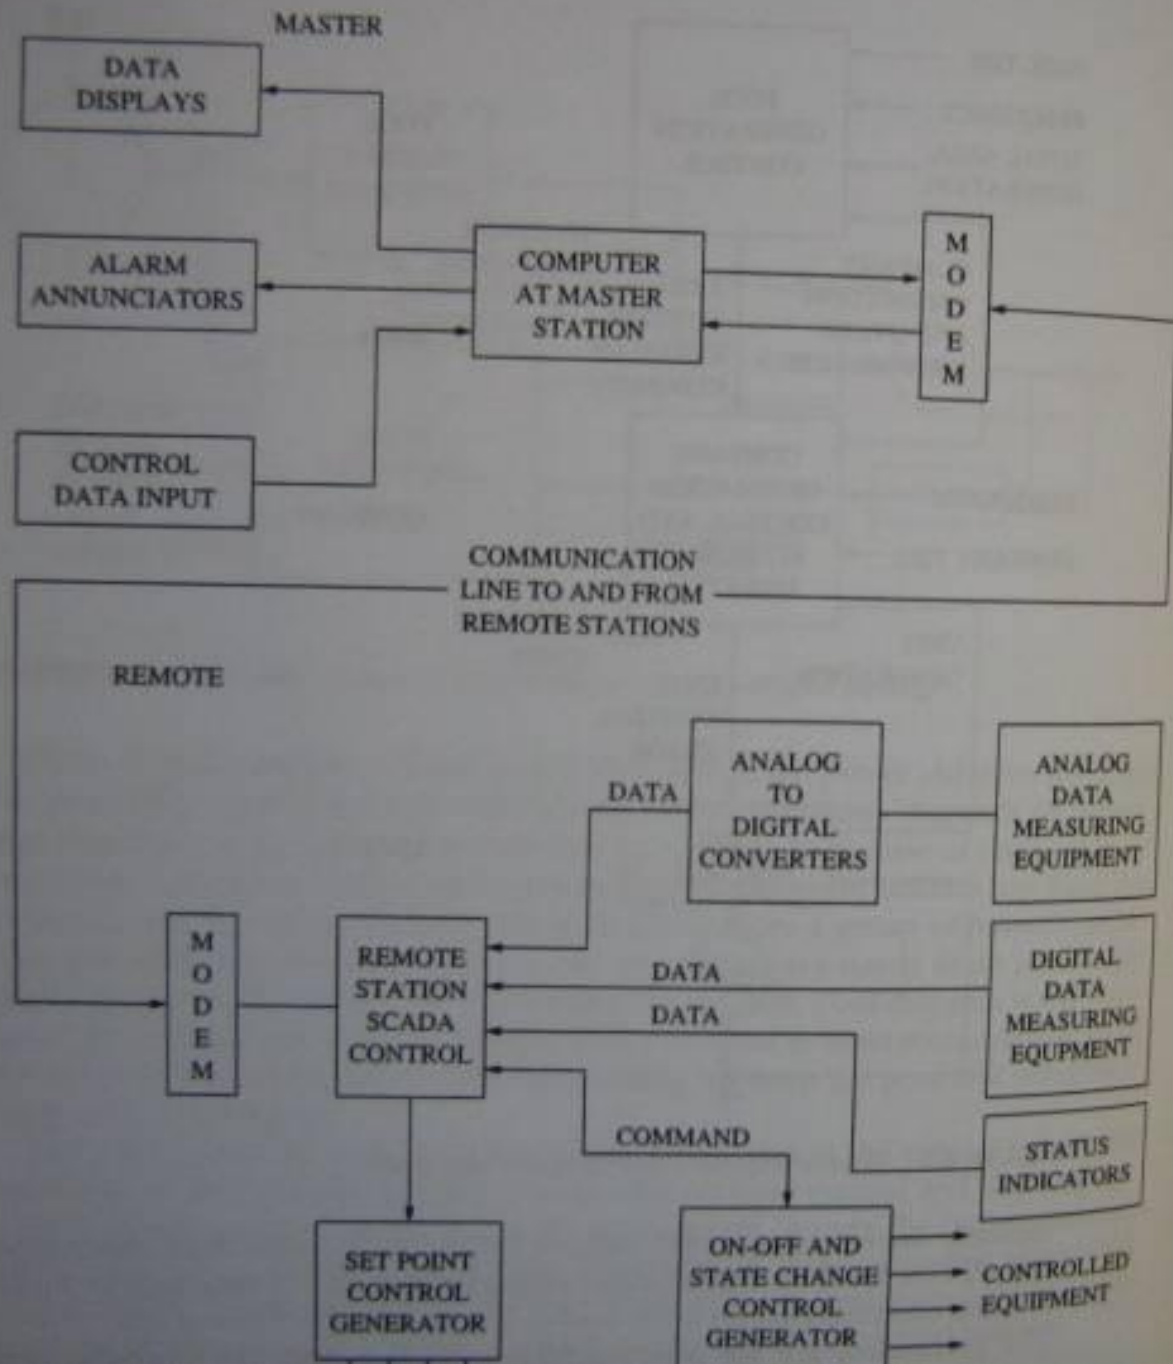 MASTER
DATA
DISPLAYS
ALARM
ANNUNCIATORS
COMPUTER
AT MASTER
STATION
M
O
D
E
M
CONTROL
DATA INPUT
COMMUNICATION
LINE TO AND FROM
REMOTE STATIONS
REMOTE
DATA
ANALOG
TO
DIGITAL
CONVERTERS
ANALOG
DATA
MEASURING
EQUIPMENT
M
O
D
E
M
REMOTE
STATION
SCADA
CONTROL
DATA
DATA
DIGITAL
DATA
MEASURING
EQUPMENT
COMMAND
STATUS
INDICATORS
SET POINT
CONTROL
GENERATOR
ON-OFF AND
STATE CHANGE
CONTROL
GENERATOR
CONTROLLED
EQUIPMENT